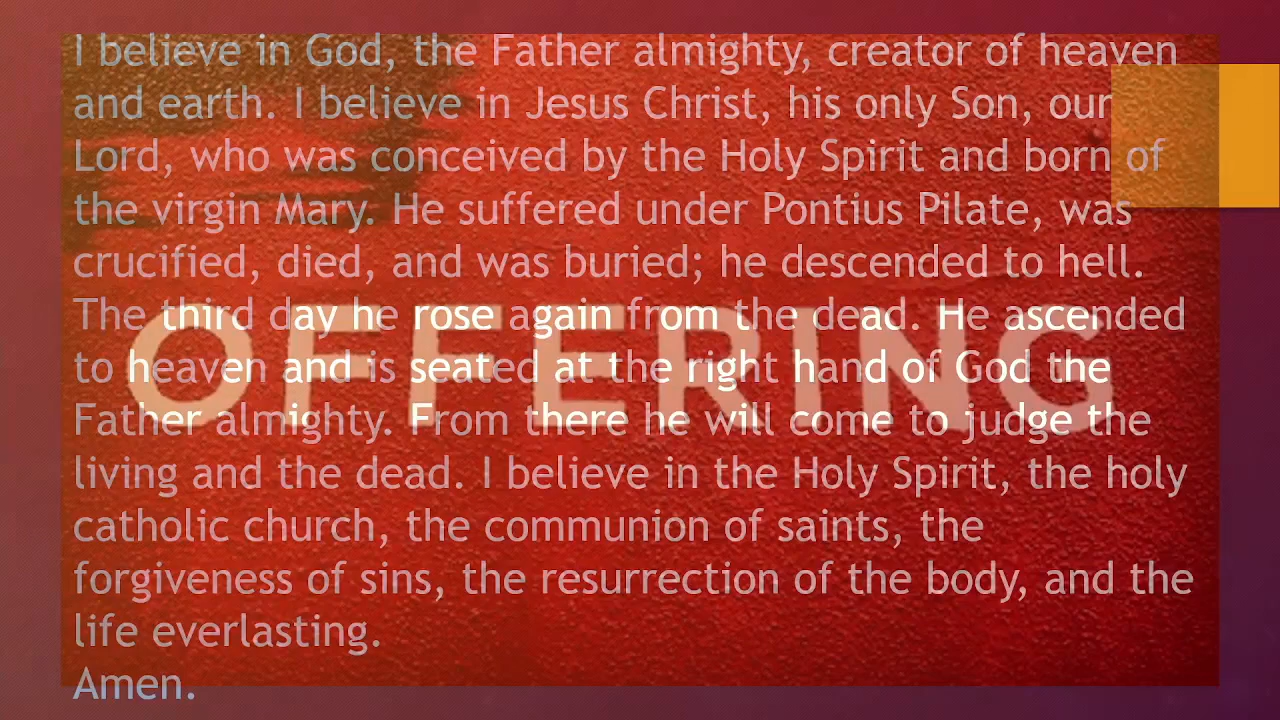 I believe in God, the Father almighty, creator of heaven
and earth. I believe in Jesus Christ, his only Son, our
Lord, who was conceived by the Holy Spirit and born of
the virgin Mary. He suffered under Pontius Pilate, was
crucified, died, and was buried; he descended to hell.
The third day he rose again from the dead. He ascended
to heaven and is seated at the right hand of God the
Father almighty. From there he will come to judge the
living and the dead. I believe in the Holy Spirit, the holy
catholic church, the communion of saints, the
forgiveness of sins, the resurrection of the body, and the
life everlasting.
Amen.
OFFERING